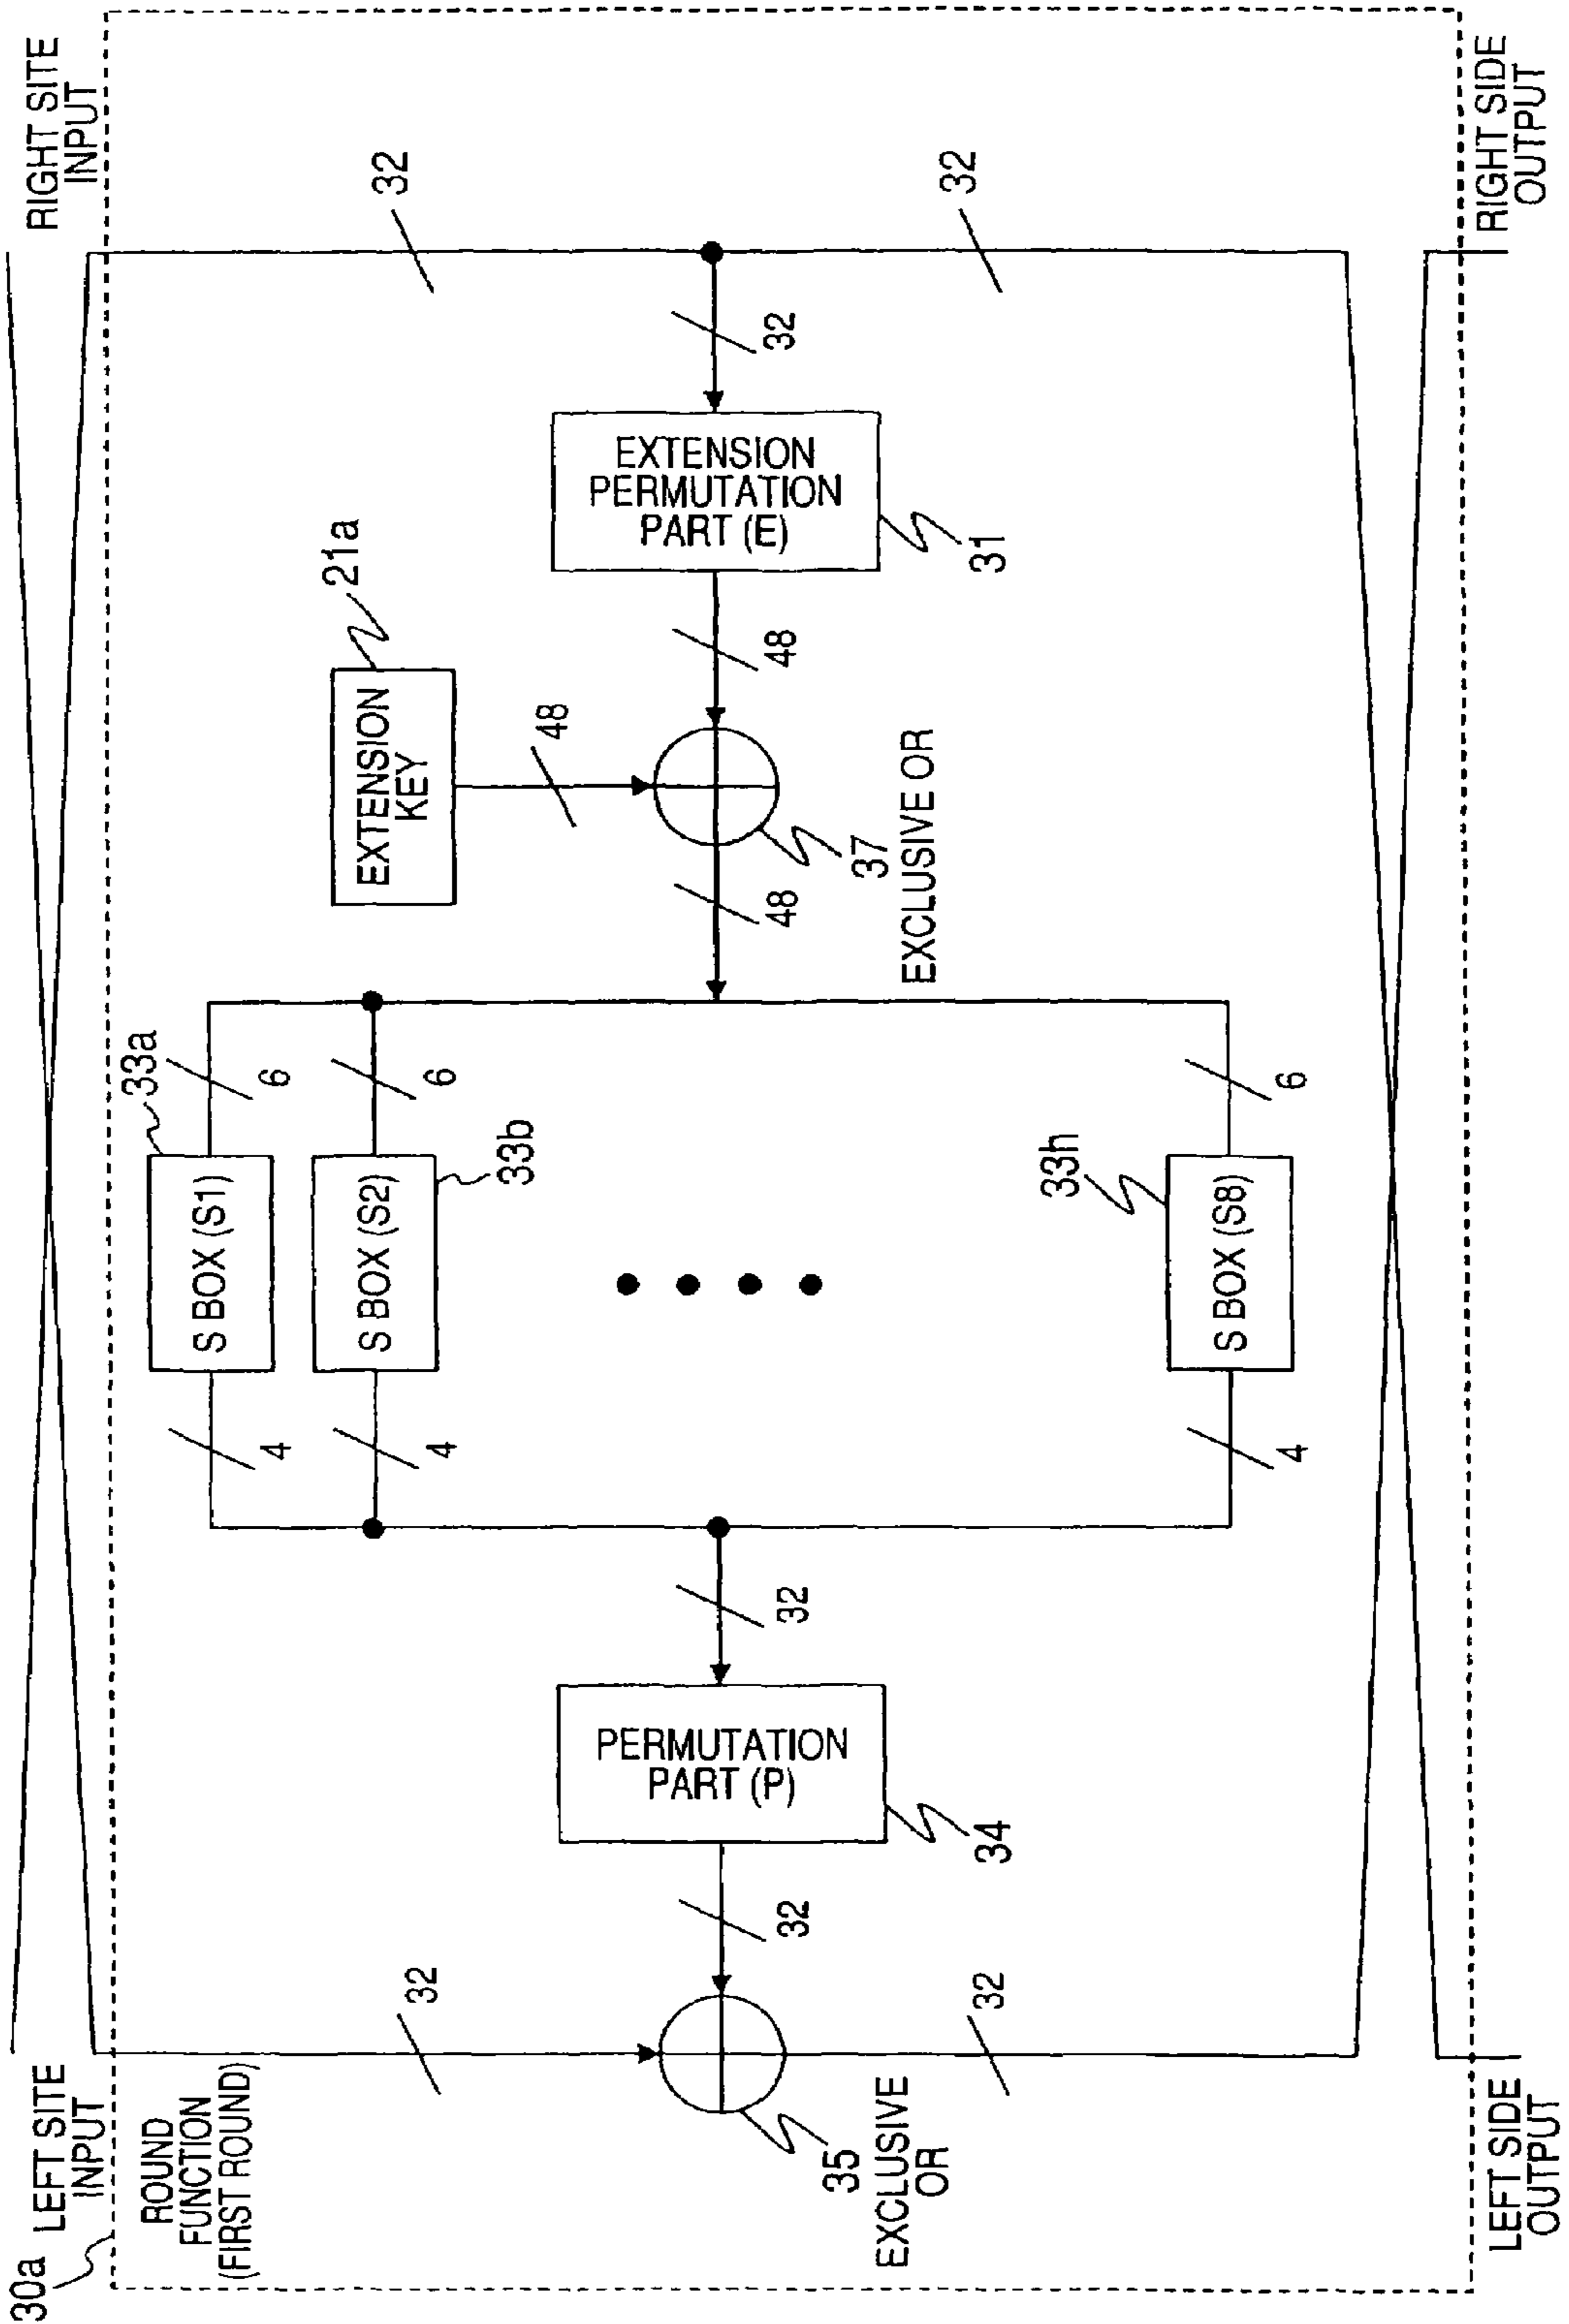 30a
LEFT SITE
INPUT
RIGHT SITE
INPUT
ROUND
FUNCTION
(FIRST ROUND)
32
32
33a
S BOX (S1)
4
6
S BOX (S2)
4
6
33b
EXTENSION
KEY
21a
48
35
EXCLUSIVE
OR
32
PERMUTATION
PART (P)
34
32
48
37
EXCLUSIVE OR
48
EXTENSION
PERMUTATION
PART (E)
31
32
33h
S BOX (S8)
4
6
32
32
LEFT SIDE
OUTPUT
RIGHT SIDE
OUTPUT